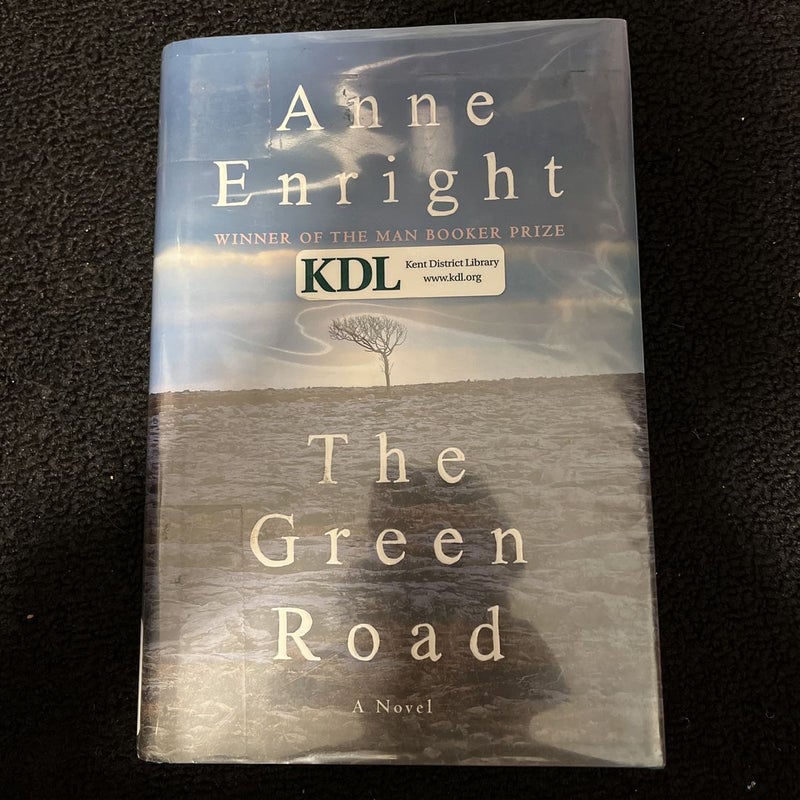 Anne
Enright
WINNER OF THE MAN BOOKER PRIZE
KDL
Kent District Library
www.kdl.org
The
Green
Road
A Novel